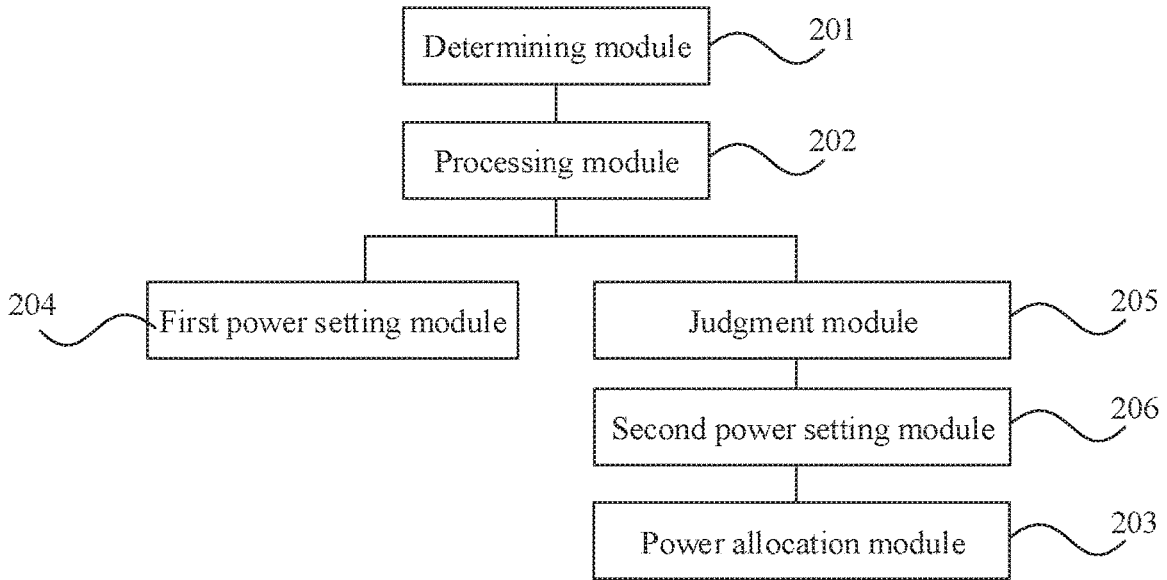 Determining module 201
Processing module 202
204 First power setting module
Judgment module 205
Second power setting module 206
Power allocation module 203